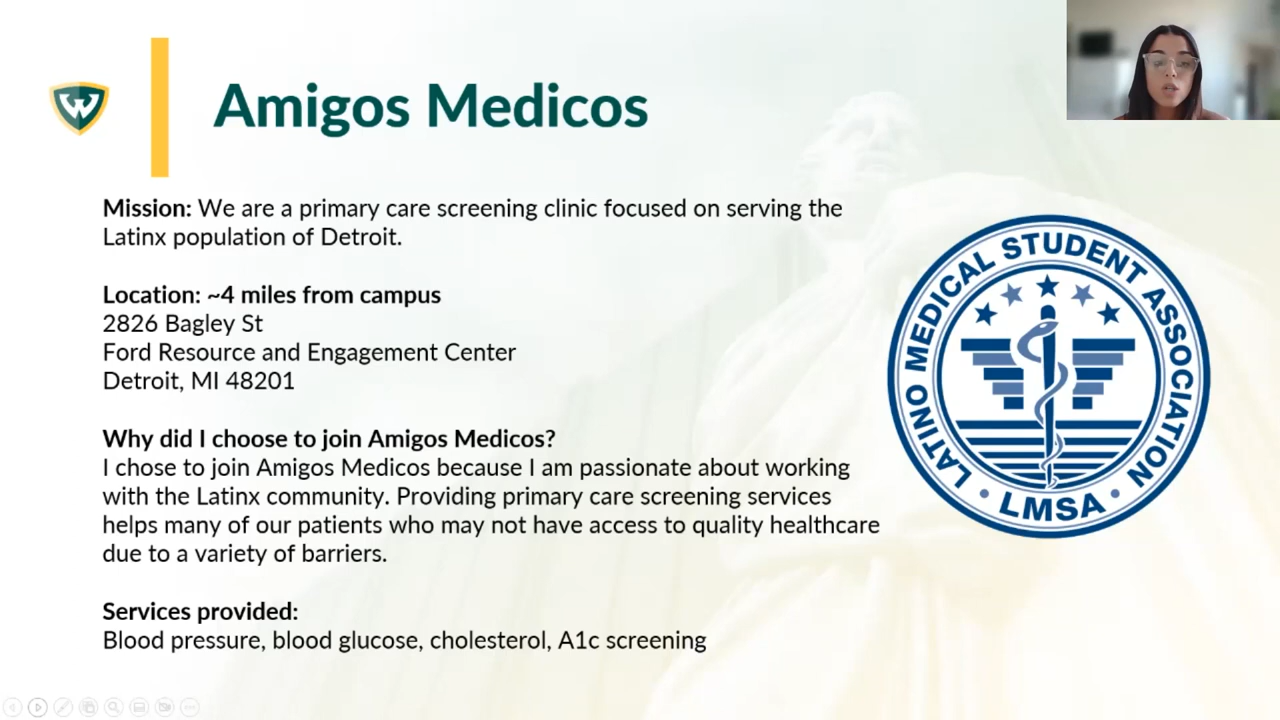 W
Amigos Medicos
Mission: We are a primary care screening clinic focused on serving the
Latinx population of Detroit.
Location: ~4 miles from campus
2826 Bagley St
Ford Resource and Engagement Center
Detroit, MI 48201
Why did I choose to join Amigos Medicos?
I chose to join Amigos Medicos because I am passionate about working
with the Latinx community. Providing primary care screening services
helps many of our patients who may not have access to quality healthcare
due to a variety of barriers.
Services provided:
Blood pressure, blood glucose, cholesterol, A1c screening
LATINO MEDICAL STUDENT ASSOCIATION
• LMSA •